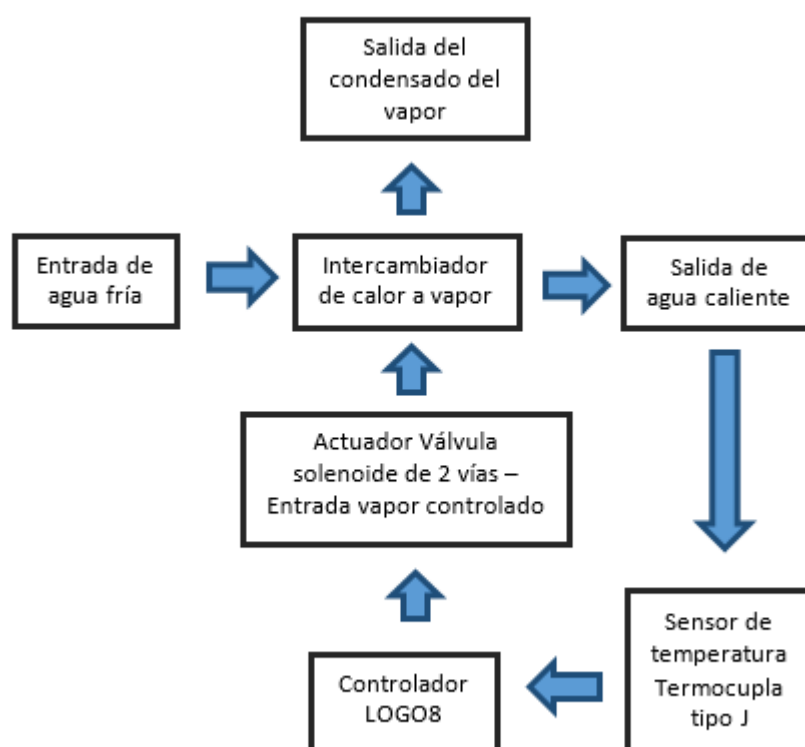 Salida del
condensado del
vapor
Entrada de
agua fría
Intercambiador
de calor a vapor
Salida de
agua caliente
Actuador Válvula
solenoide de 2 vías –
Entrada vapor controlado
Controlador
LOGO8
Sensor de
temperatura
Termocupla
tipo J